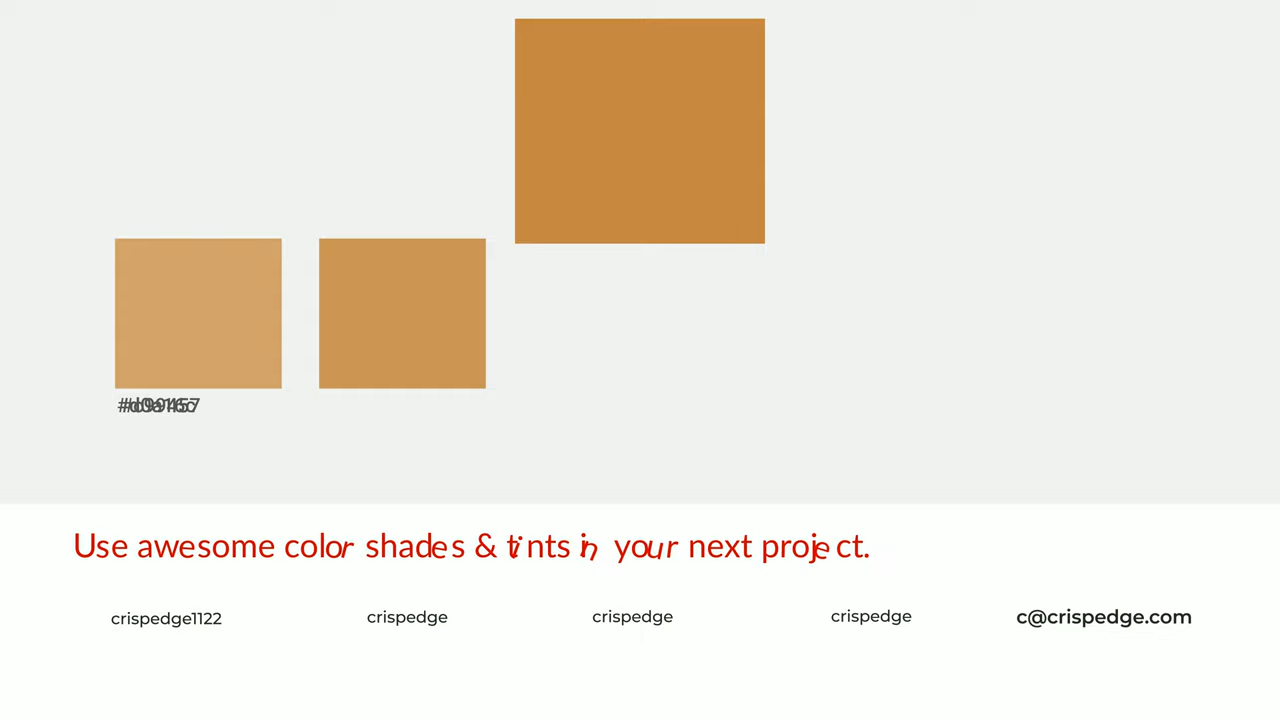 Use awesome color shades & tints in your next project.
crispedge1122 crispedge crispedge crispedge c@crispedge.com